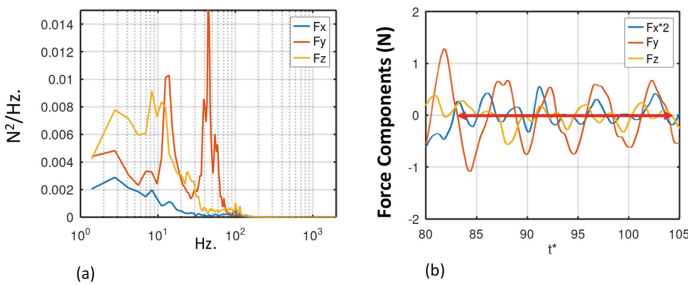 N²/Hz.
0.014
0.012
0.01
0.008
0.006
0.004
0.002
0
10⁰
10¹
10²
10³
Hz.
Fx
Fy
Fz
(a)
Force Components (N)
2
1
0
-1
-2
80
85
90
95
100
105
t*
Fx*2
Fy
Fz
(b)